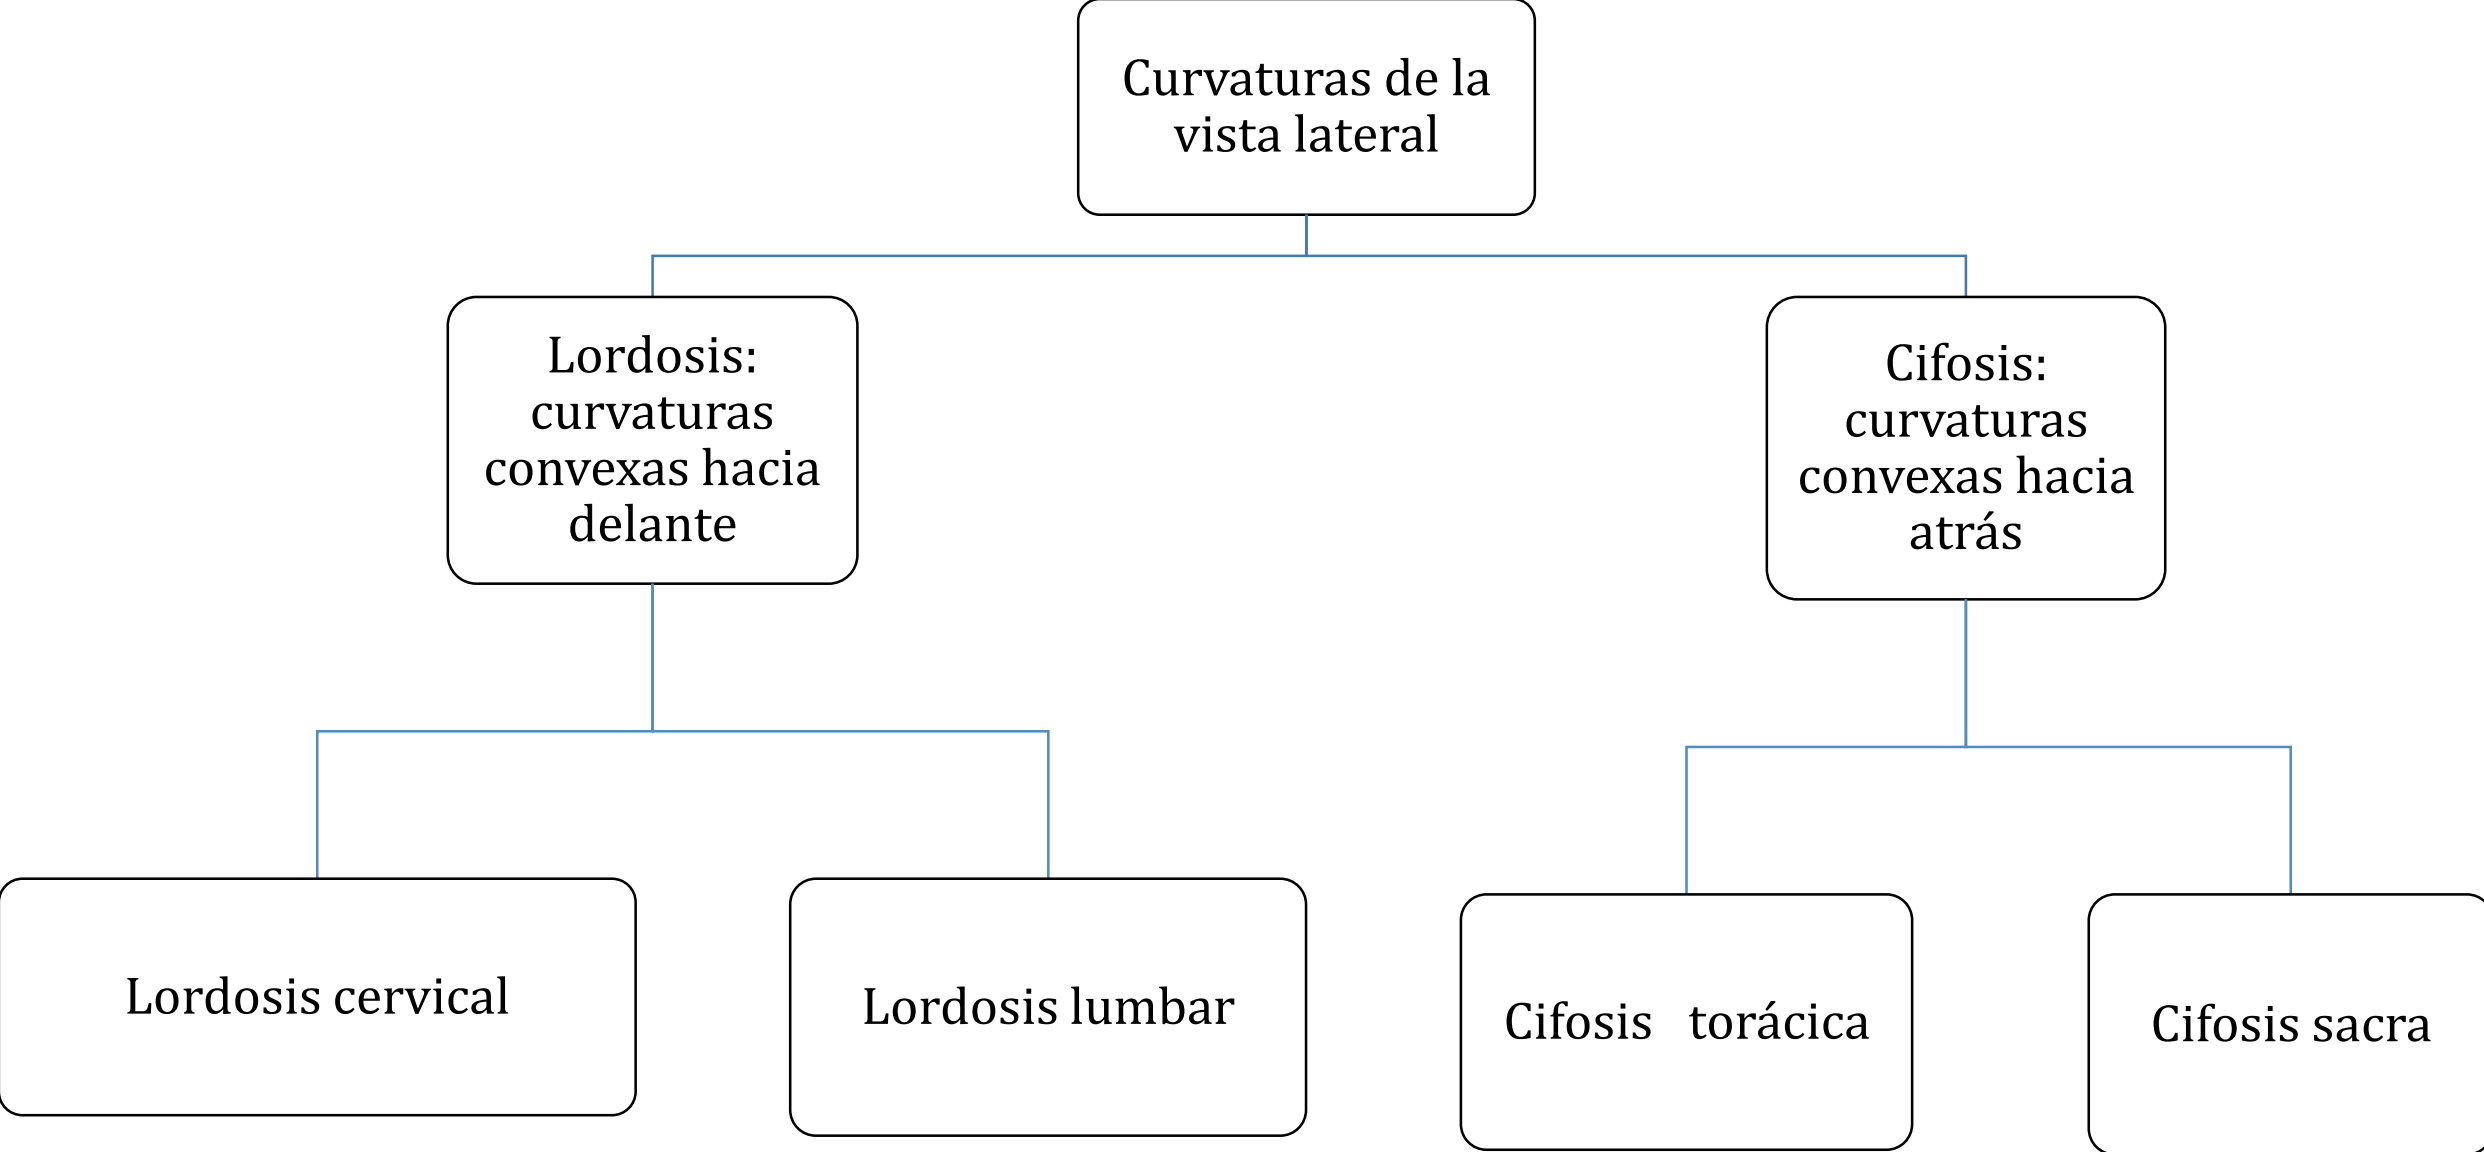 Curvaturas de la
vista lateral
Lordosis:
curvaturas
convexas hacia
delante
Cifosis:
curvaturas
convexas hacia
atrás
Lordosis cervical
Lordosis lumbar
Cifosis torácica
Cifosis sacra